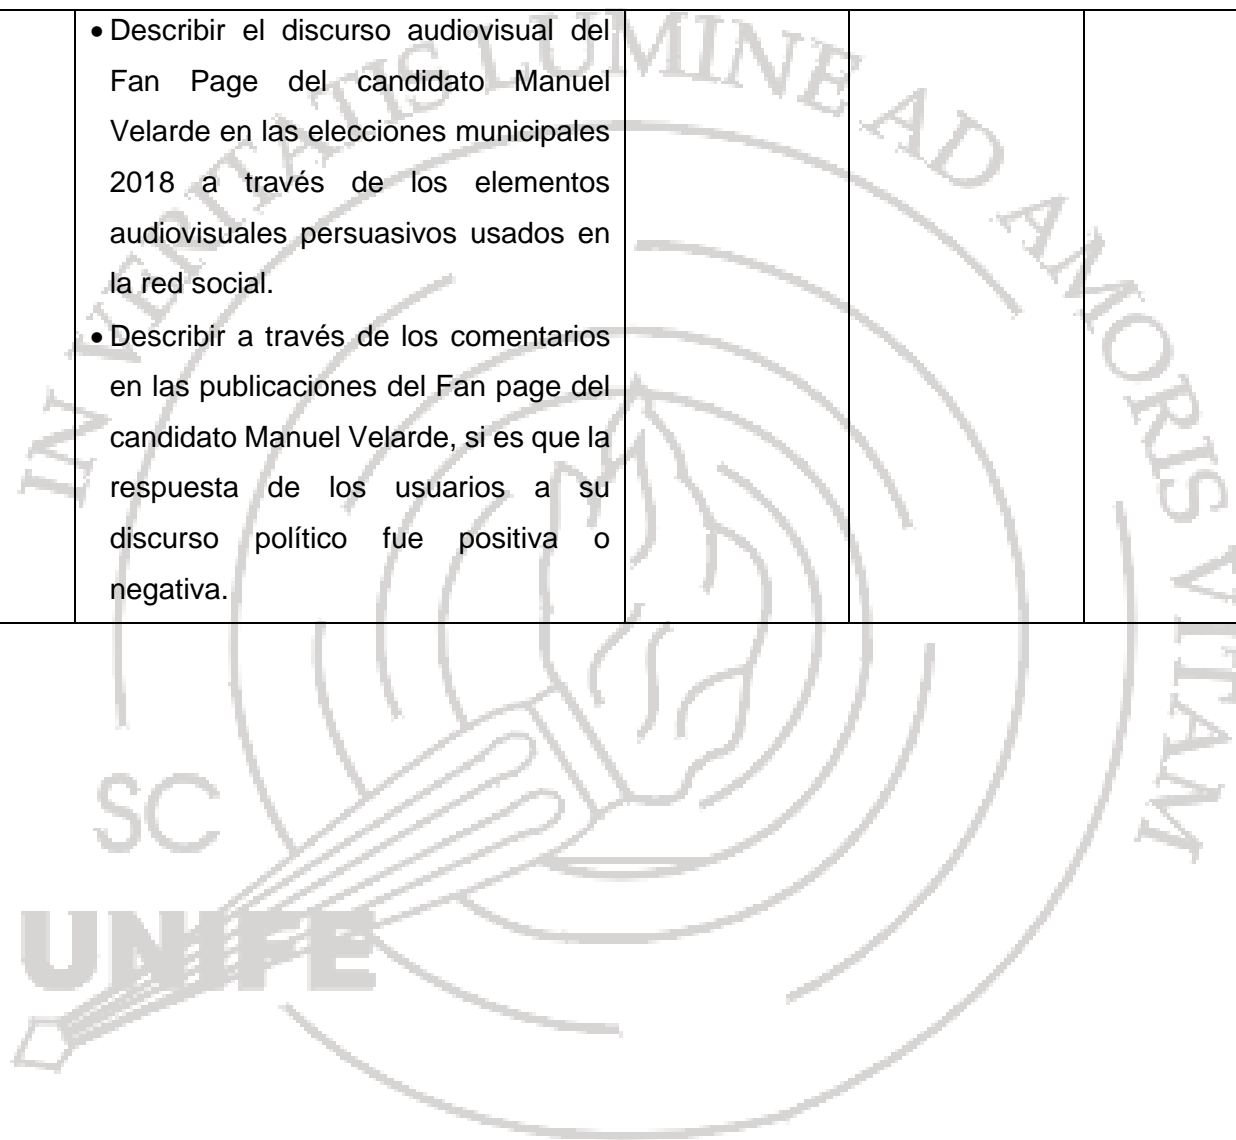 IN VERITATIS LUMINE AD AMORIS VITAM
• Describir el discurso audiovisual del
Fan Page del candidato Manuel
Velarde en las elecciones municipales
2018 a través de los elementos
audiovisuales persuasivos usados en
la red social.
• Describir a través de los comentarios
en las publicaciones del Fan page del
candidato Manuel Velarde, si es que la
respuesta de los usuarios a su
discurso político fue positiva o
negativa.
SC
UNIFE